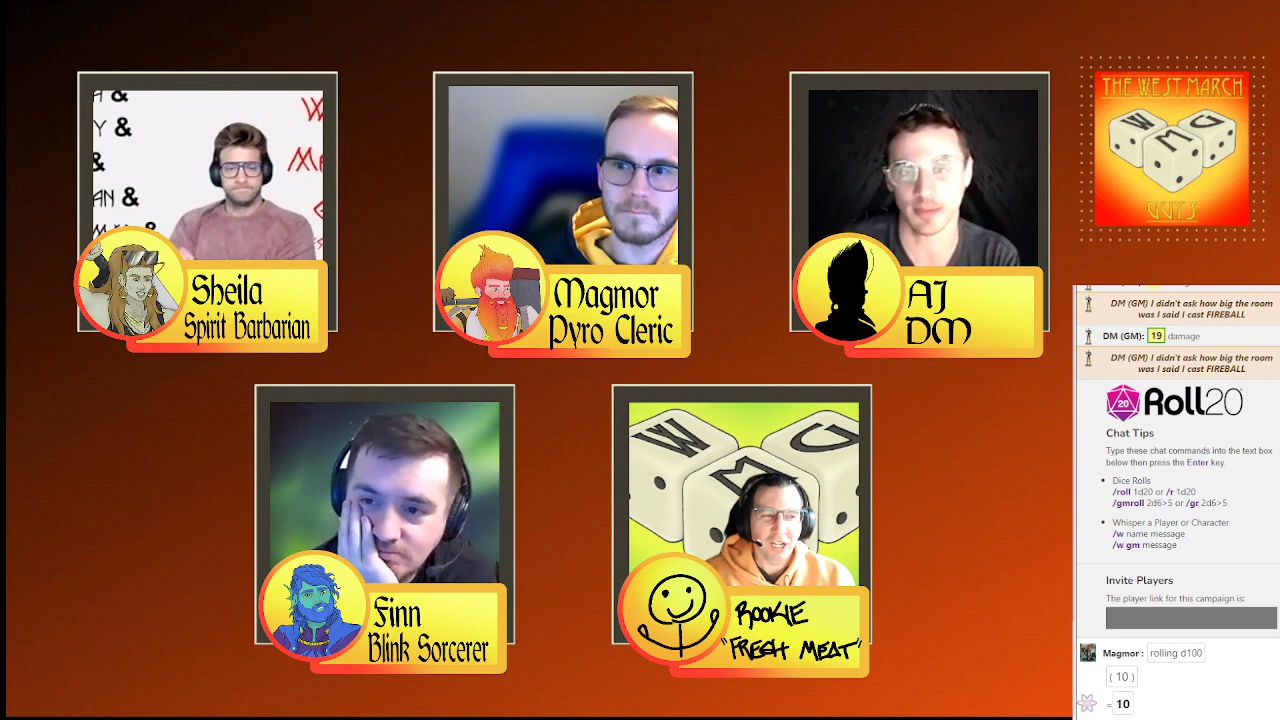 &
Y &
&
AN &
&
W
MA
Sheila
Spirit Barbarian
Magmor
Pyro Cleric
AJ
DM
THE WEST MARCH
W M G
GUYS
Finn
Blink Sorcerer
W M G
ROOKIE
"FRESH MEAT"
DM (GM) I didn't ask how big the room
was I said I cast FIREBALL
DM (GM): 19 damage
DM (GM) I didn't ask how big the room
was I said I cast FIREBALL
20 Roll20
Chat Tips
Type these chat commands into the text box
below then press the Enter key.
• Dice Rolls
/roll 1d20 or /r 1d20
/gmroll 2d6>5 or /gr 2d6>5
• Whisper a Player or Character
/w name message
/w gm message
Invite Players
The player link for this campaign is:
Magmor : rolling d100
( 10 )
= 10